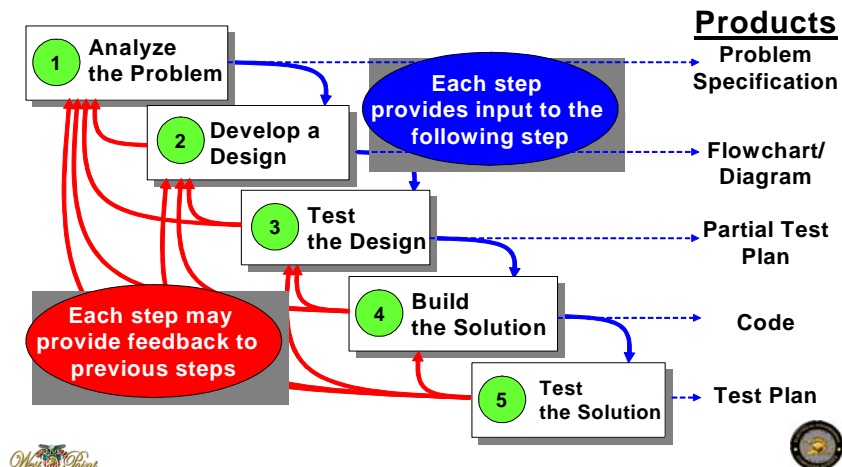 Products
1
Analyze
the Problem
Problem
Specification
Each step
provides input to the
following step
2
Develop a
Design
Flowchart/
Diagram
3
Test
the Design
Partial Test
Plan
Each step may
provide feedback to
previous steps
4
Build
the Solution
Code
5
Test
the Solution
Test Plan
West Point